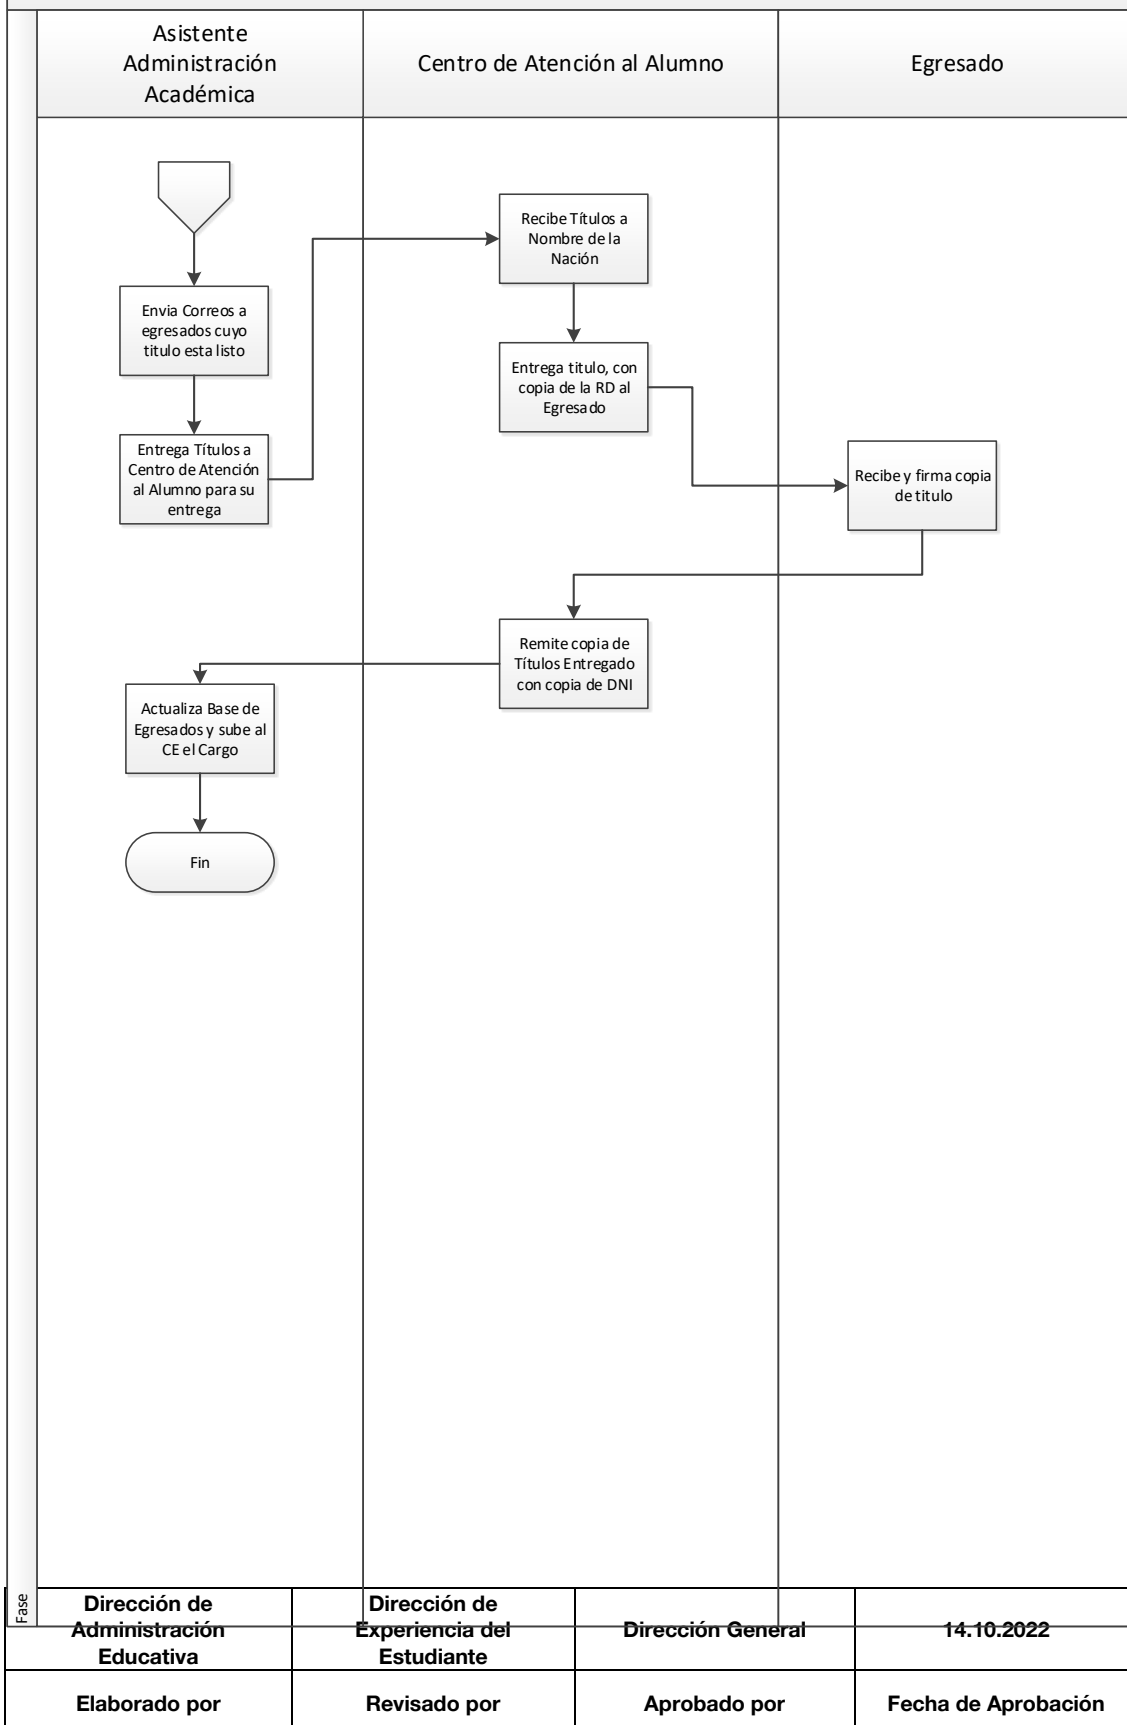 Asistente
Administración
Académica
Centro de Atención al Alumno
Egresado
Envia Correos a
egresados cuyo
titulo esta listo
Entrega Títulos a
Centro de Atención
al Alumno para su
entrega
Recibe Títulos a
Nombre de la
Nación
Entrega titulo, con
copia de la RD al
Egresado
Recibe y firma copia
de titulo
Remite copia de
Títulos Entregado
con copia de DNI
Actualiza Base de
Egresados y sube al
CE el Cargo
Fin
Fase
Dirección de
Administración
Educativa
Dirección de
Experiencia del
Estudiante
Dirección General
14.10.2022
Elaborado por
Revisado por
Aprobado por
Fecha de Aprobación